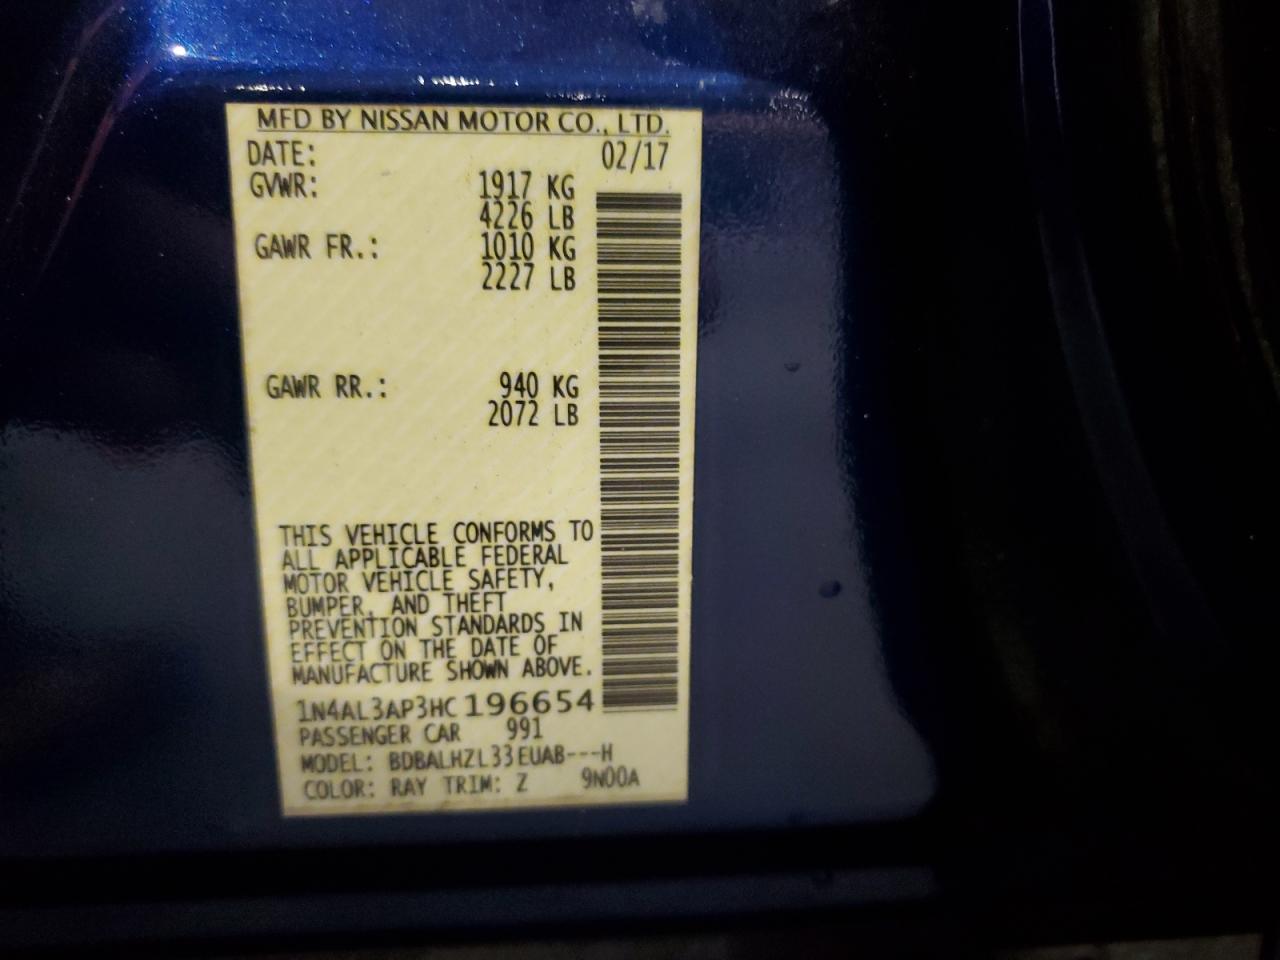 MFD BY NISSAN MOTOR CO., LTD.
DATE: 02/17
GVWR: 1917 KG
4226 LB
GAWR FR.: 1010 KG
2227 LB
GAWR RR.: 940 KG
2072 LB
THIS VEHICLE CONFORMS TO
ALL APPLICABLE FEDERAL
MOTOR VEHICLE SAFETY,
BUMPER, AND THEFT
PREVENTION STANDARDS IN
EFFECT ON THE DATE OF
MANUFACTURE SHOWN ABOVE.
1N4AL3AP3HC196654
PASSENGER CAR 991
MODEL: BDBALHZL33EUAB---H
COLOR: RAY TRIM: Z 9N00A